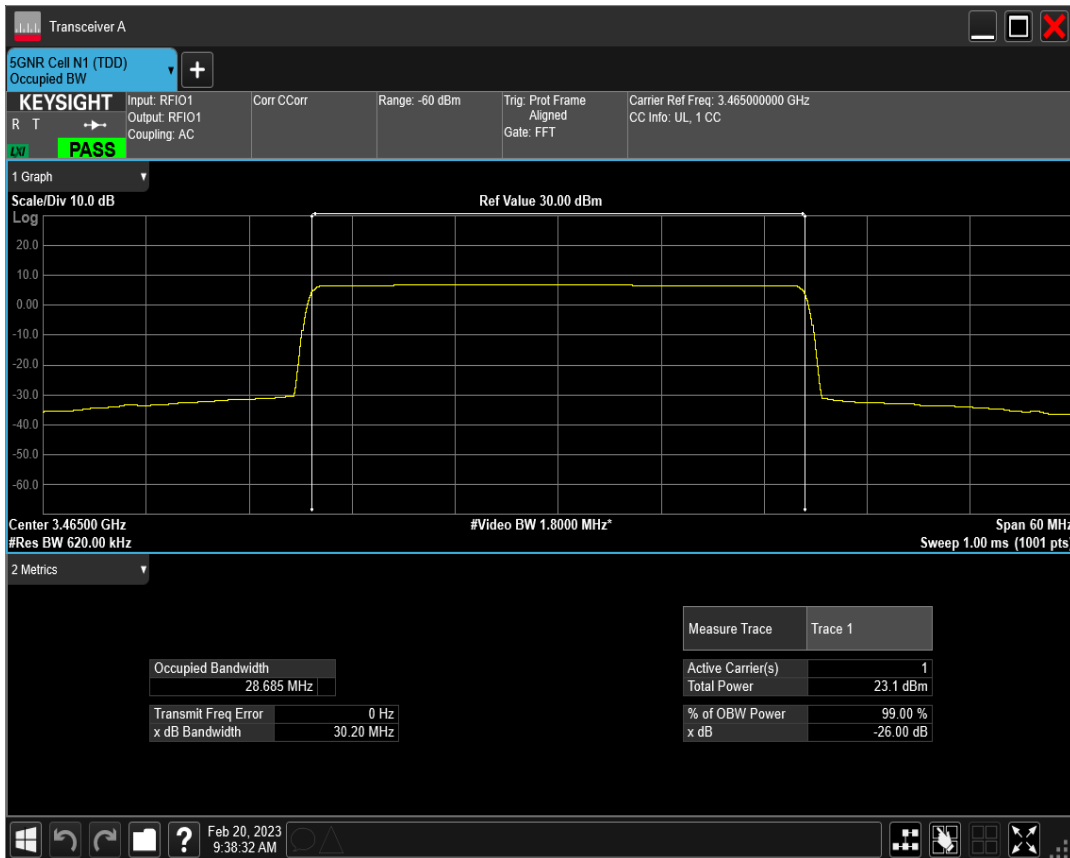 Transceiver A
5GNR Cell N1 (TDD)
Occupied BW
KEYSIGHT
R T
LXI
PASS
Input: RFIO1
Output: RFIO1
Coupling: AC
Corr CCorr
Range: -60 dBm
Trig: Prot Frame
Aligned
Gate: FFT
Carrier Ref Freq: 3.465000000 GHz
CC Info: UL, 1 CC
1 Graph
Scale/Div 10.0 dB
Ref Value 30.00 dBm
Log
20.0
10.0
0.00
-10.0
-20.0
-30.0
-40.0
-50.0
-60.0
Center 3.46500 GHz
#Video BW 1.8000 MHz*
Span 60 MHz
#Res BW 620.00 kHz
Sweep 1.00 ms (1001 pts)
2 Metrics
Measure Trace Trace 1
Occupied Bandwidth
28.685 MHz
Active Carrier(s) 1
Total Power 23.1 dBm
Transmit Freq Error 0 Hz
x dB Bandwidth 30.20 MHz
% of OBW Power 99.00 %
x dB -26.00 dB
?
Feb 20, 2023
9:38:32 AM